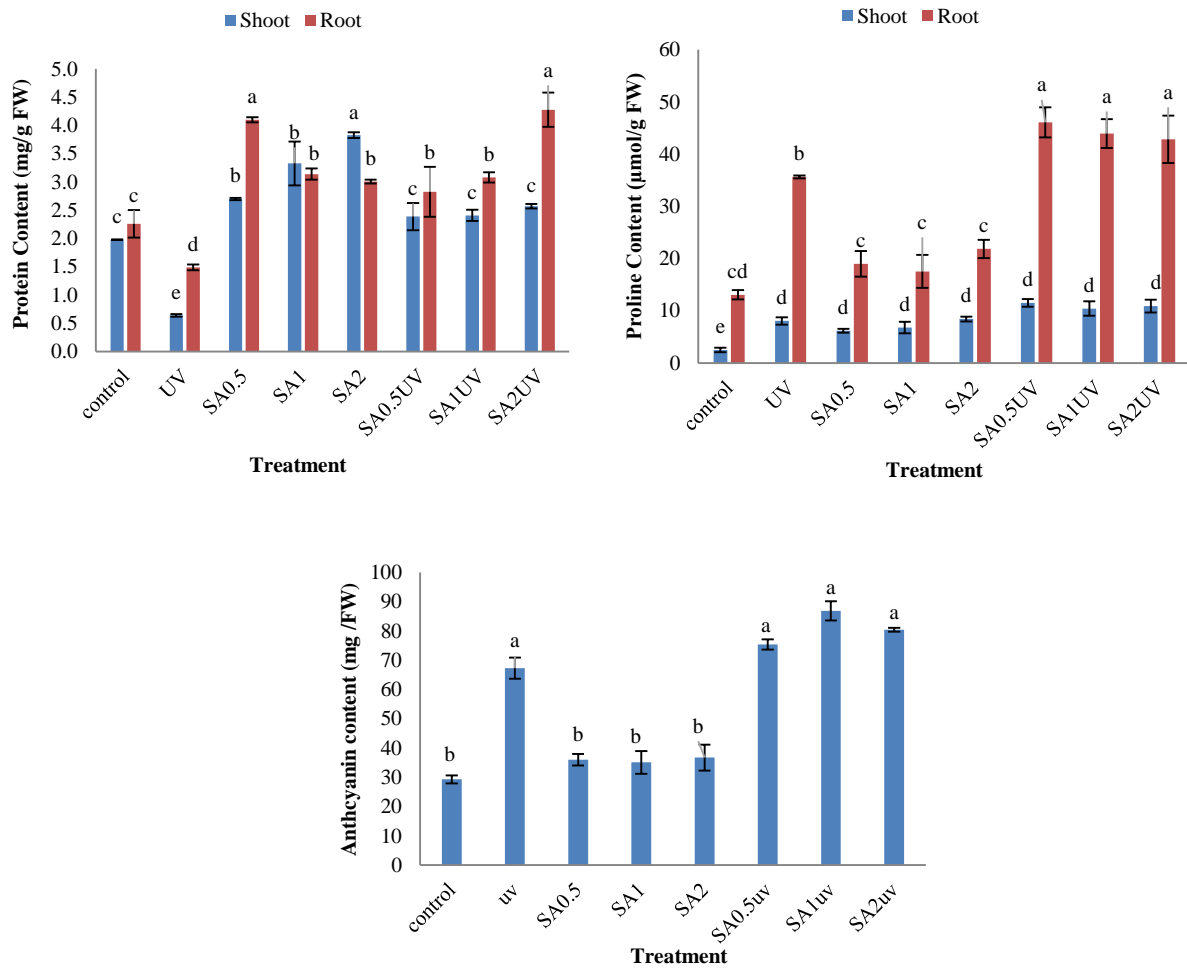 Shoot Root
Protein Content (mg/g FW)
5.0
4.5
4.0
3.5
3.0
2.5
2.0
1.5
1.0
0.5
0.0
c c e d b a b b a b c b c b c a
control UV SA0.5 SA1 SA2 SA0.5UV SA1UV SA2UV
Treatment
Shoot Root
Proline Content (µmol/g FW)
60
50
40
30
20
10
0
e cd d b d c d c d c d a d a d a
control UV SA0.5 SA1 SA2 SA0.5UV SA1UV SA2UV
Treatment
Anthcyanin content (mg /FW)
100
90
80
70
60
50
40
30
20
10
0
b a b b b a a a
control uv SA0.5 SA1 SA2 SA0.5uv SA1uv SA2uv
Treatment